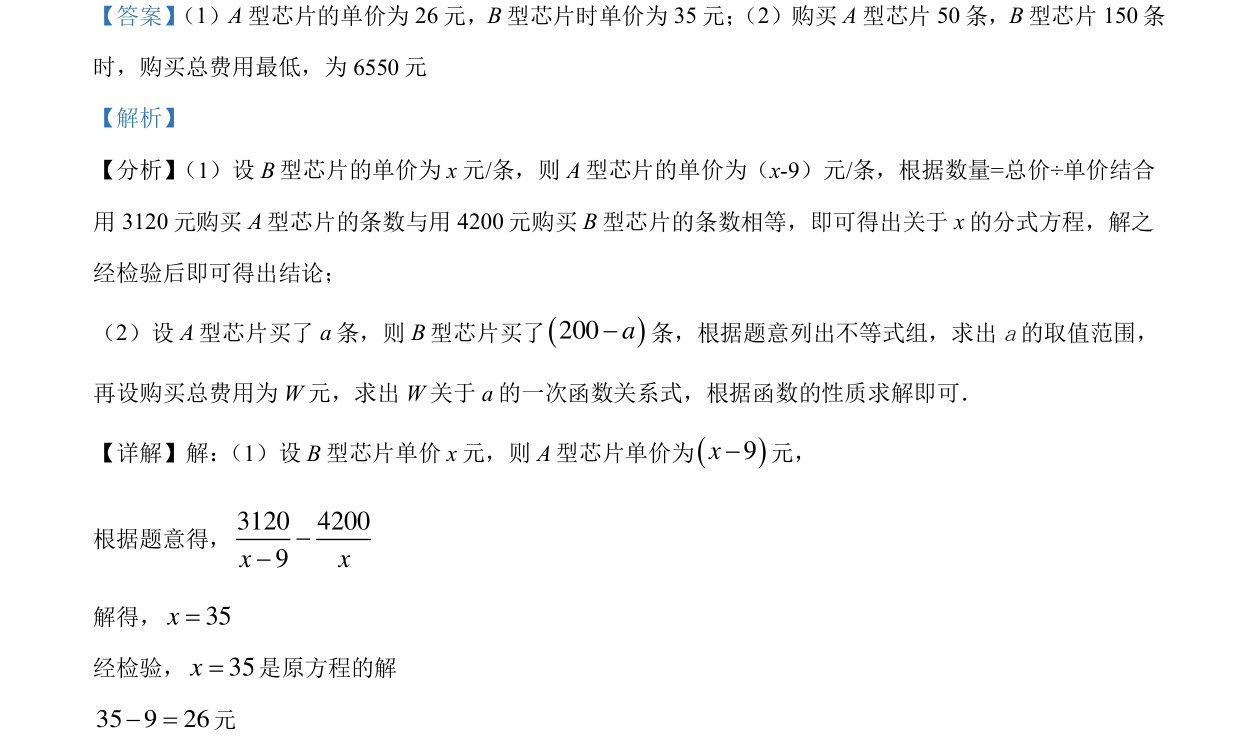 【答案】（1）A 型芯片的单价为 26 元，B 型芯片时单价为 35 元；（2）购买 A 型芯片 50 条，B 型芯片 150 条
时，购买总费用最低，为 6550 元
【解析】
【分析】（1）设 B 型芯片的单价为 x 元/条，则 A 型芯片的单价为（x-9）元/条，根据数量=总价÷单价结合
用 3120 元购买 A 型芯片的条数与用 4200 元购买 B 型芯片的条数相等，即可得出关于 x 的分式方程，解之
经检验后即可得出结论；
（2）设 A 型芯片买了 a 条，则 B 型芯片买了(200−a)条，根据题意列出不等式组，求出 a 的取值范围，
再设购买总费用为 W 元，求出 W 关于 a 的一次函数关系式，根据函数的性质求解即可．
【详解】解：（1）设 B 型芯片单价 x 元，则 A 型芯片单价为(x−9)元，
根据题意得，3120/(x−9) − 4200/x
解得，x = 35
经检验，x = 35是原方程的解
35−9 = 26元